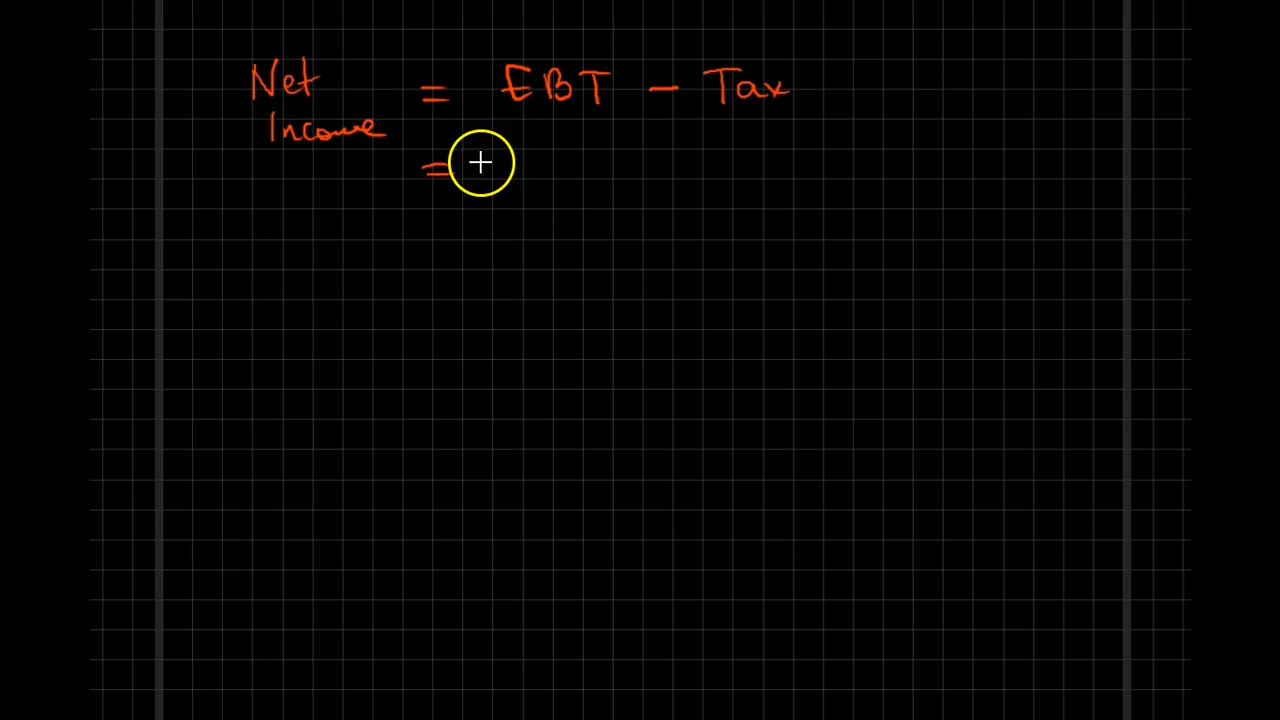 Net = EBT - Tax
Income
=